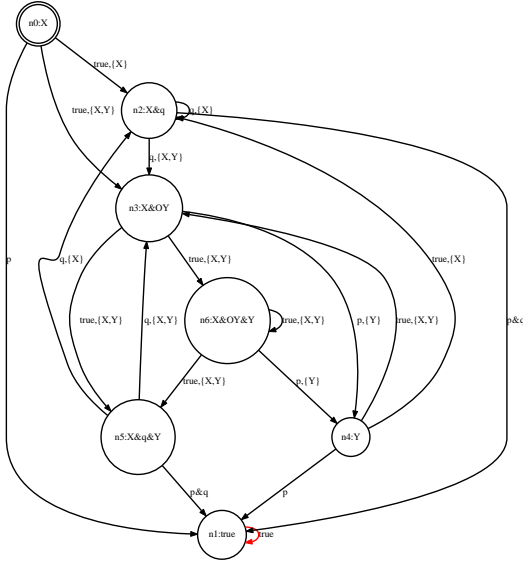 n0:X
true,{X}
true,{X,Y}
n2:X&q
q,{X}
q,{X,Y}
n3:X&OY
p
q,{X}
true,{X,Y}
true,{X}
true,{X,Y}
q,{X,Y}
n6:X&OY&Y
true,{X,Y}
p,{Y}
true,{X,Y}
true,{X,Y}
p,{Y}
n5:X&q&Y
n4:Y
p&q
p
n1:true
true